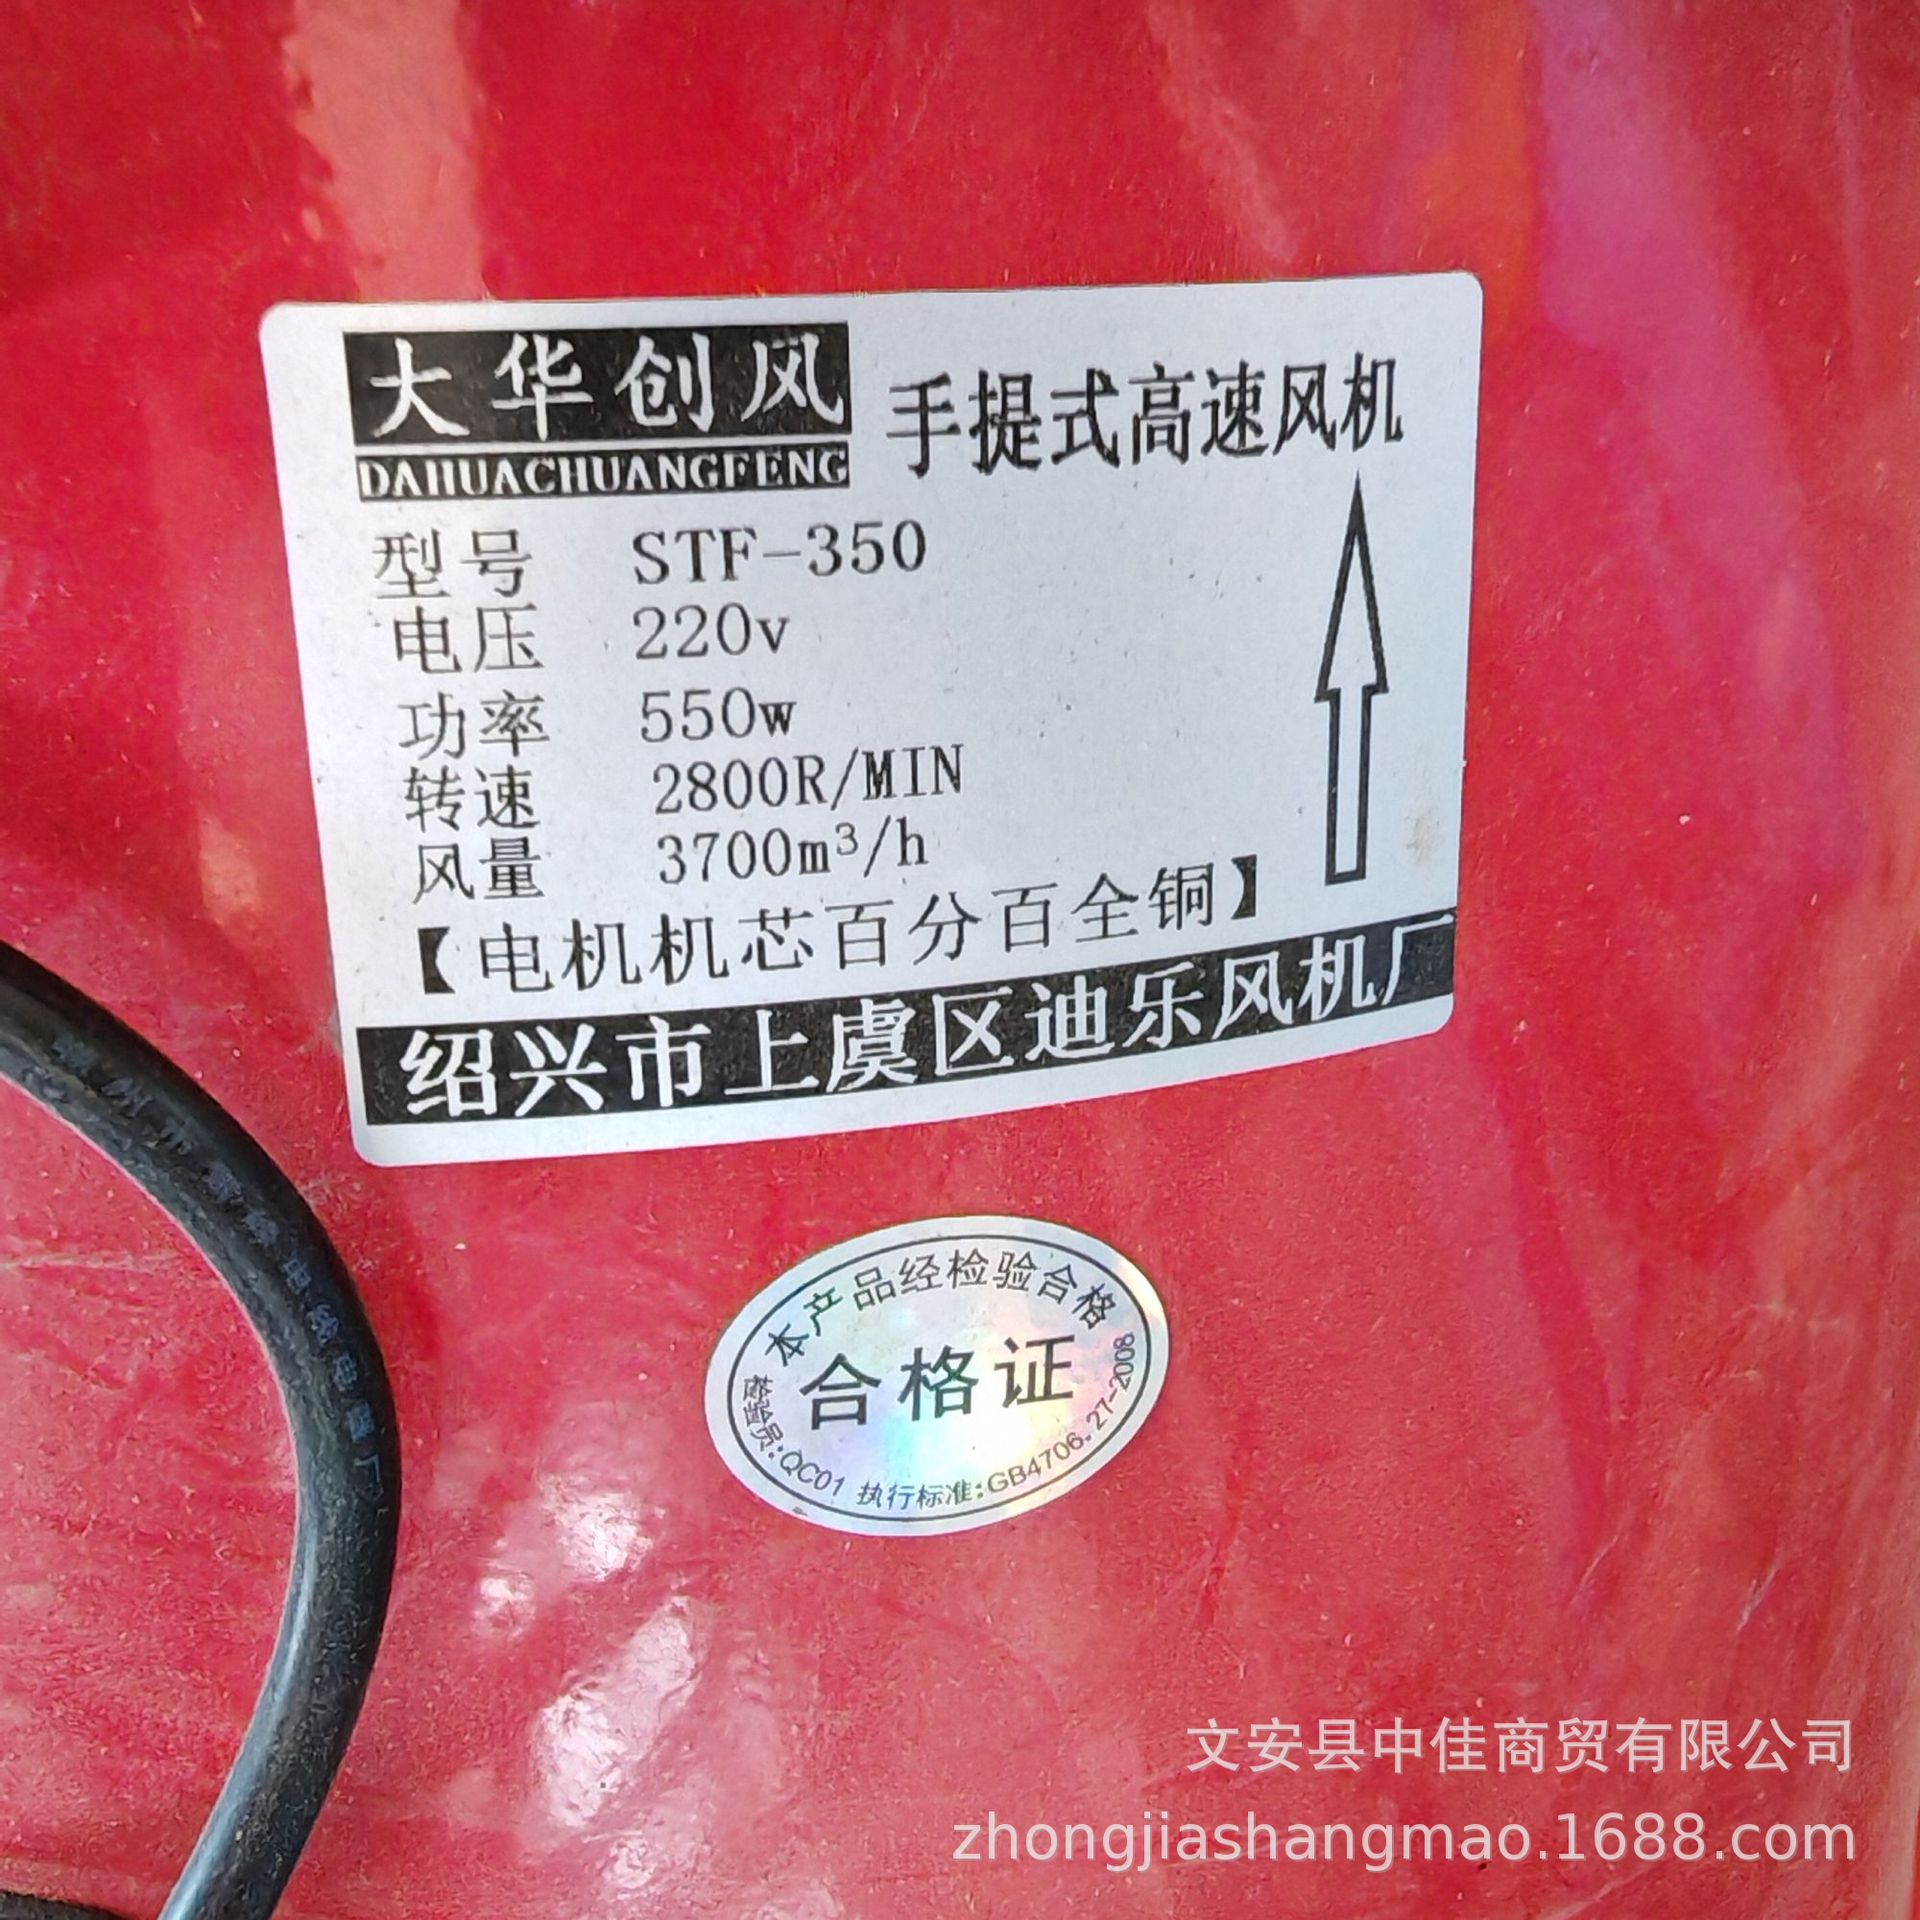 大华创风
DAHUACHUANGFENG
手提式高速风机
型号 STF-350
电压 220v
功率 550w
转速 2800R/MIN
风量 3700m³/h
【电机机芯百分百全铜】
绍兴市上虞区迪乐风机厂
本产品经检验合格
合格证
检验员:QC01 执行标准:GB4706.27-2008
文安县中佳商贸有限公司
zhongjiashangmao.1688.com